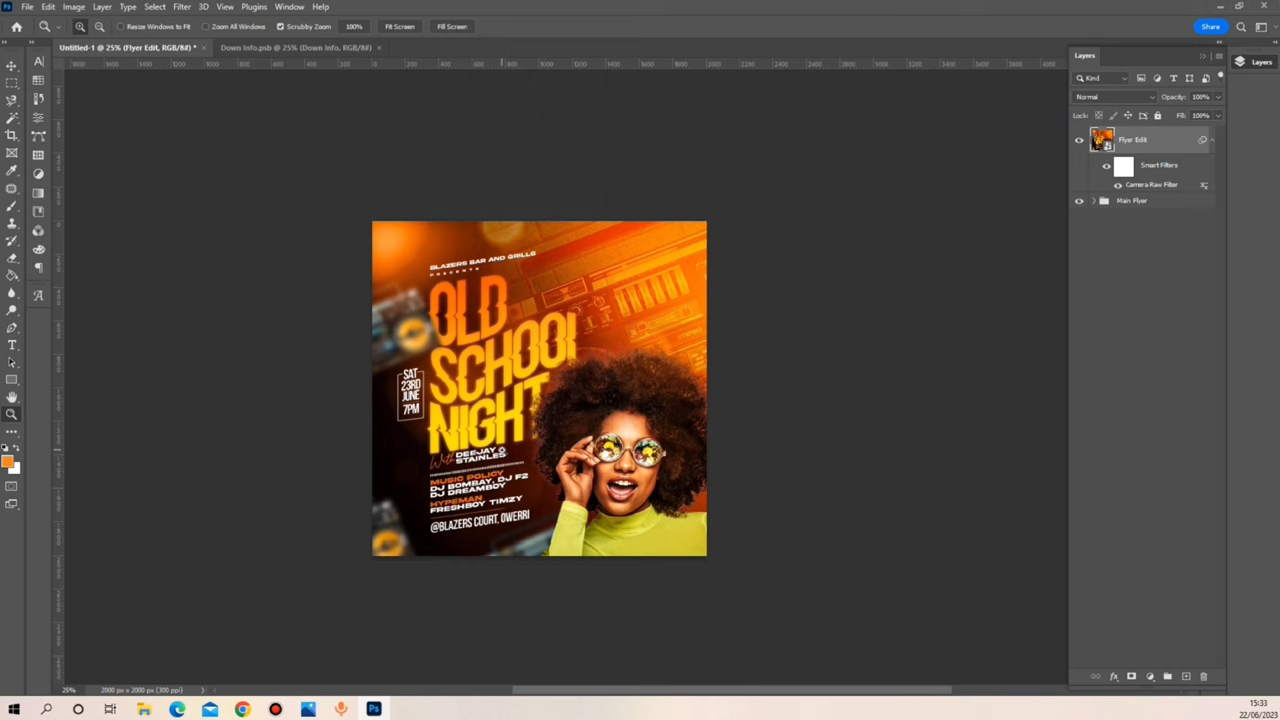 File Edit Image Layer Type Select Filter 3D View Plugins Window Help
Resize Windows to Fit Zoom All Windows Scrubby Zoom 100% Fit Screen Fill Screen Share
Untitled-1 @ 25% (Flyer Edit, RGB/8#) * × Down Info.psb @ 25% (Down Info, RGB/8#) ×
Layers
Layers
Kind
Normal Opacity: 100%
Lock: Fill: 100%
Flyer Edit
Smart Filters
Camera Raw Filter
Main Flyer
BLAZERS BAR AND GRILLS
PRESENTS
OLD
SCHOOL
NIGHT
SAT
23RD
JUNE
7PM
With DEEJAY
STAINLES
MUSIC POLICY
DJ BOMBAY, DJ F2
DJ DREAMBOY
HYPEMAN
FRESHBOY TIMZY
@BLAZERS COURT, OWERRI
25% 2000 px x 2000 px (300 ppi)
15:33
22/06/2023